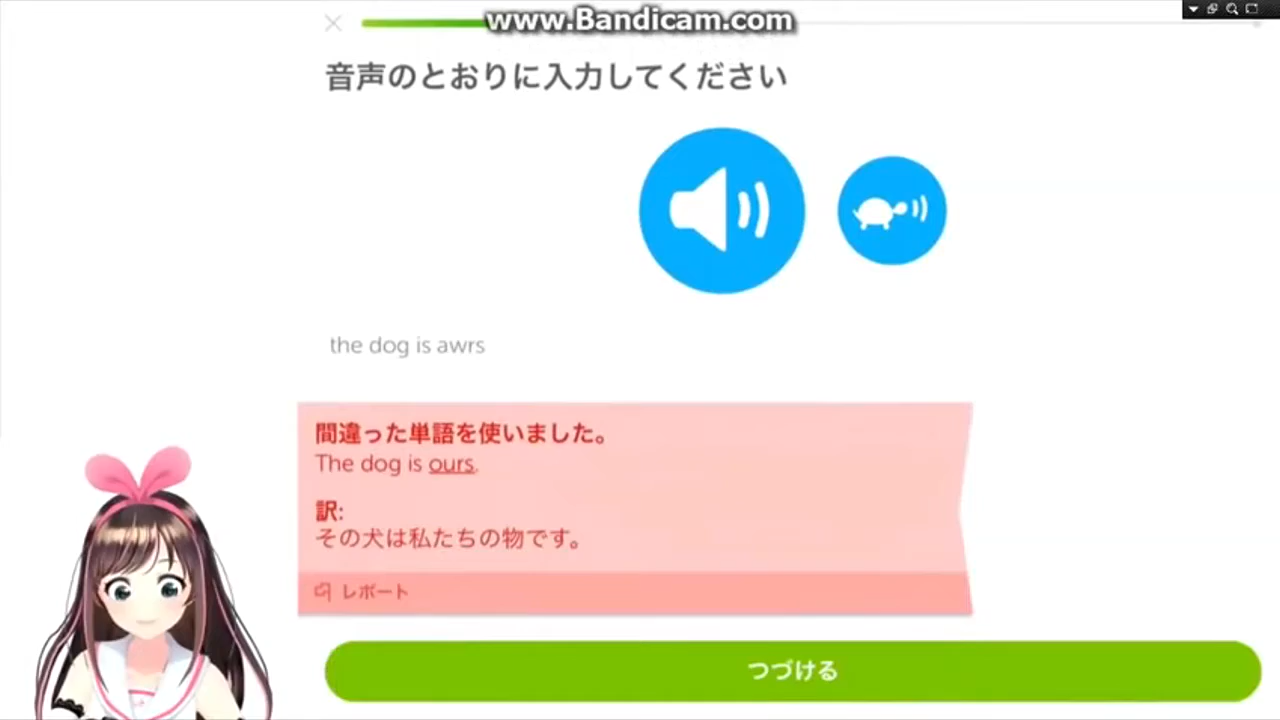 www.Bandicam.com
音声のとおりに入力してください
the dog is awrs
間違った単語を使いました。
The dog is ours.
訳:
その犬は私たちの物です。
レポート
つづける